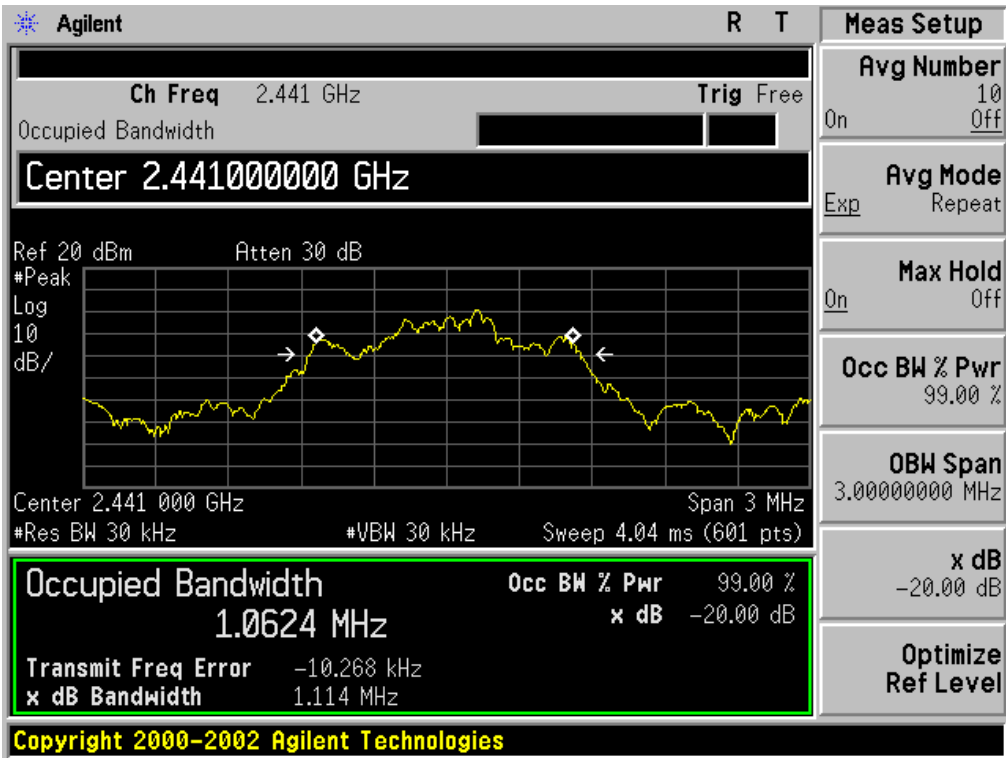 Agilent R T
Ch Freq 2.441 GHz Trig Free
Occupied Bandwidth
Center 2.441000000 GHz
Ref 20 dBm Atten 30 dB
#Peak
Log
10
dB/
Center 2.441 000 GHz Span 3 MHz
#Res BW 30 kHz #VBW 30 kHz Sweep 4.04 ms (601 pts)
Occupied Bandwidth Occ BW % Pwr 99.00 %
1.0624 MHz x dB -20.00 dB
Transmit Freq Error -10.268 kHz
x dB Bandwidth 1.114 MHz
Copyright 2000-2002 Agilent Technologies
Meas Setup
Avg Number
10
On Off
Avg Mode
Exp Repeat
Max Hold
On Off
Occ BW % Pwr
99.00 %
OBW Span
3.00000000 MHz
x dB
-20.00 dB
Optimize
Ref Level